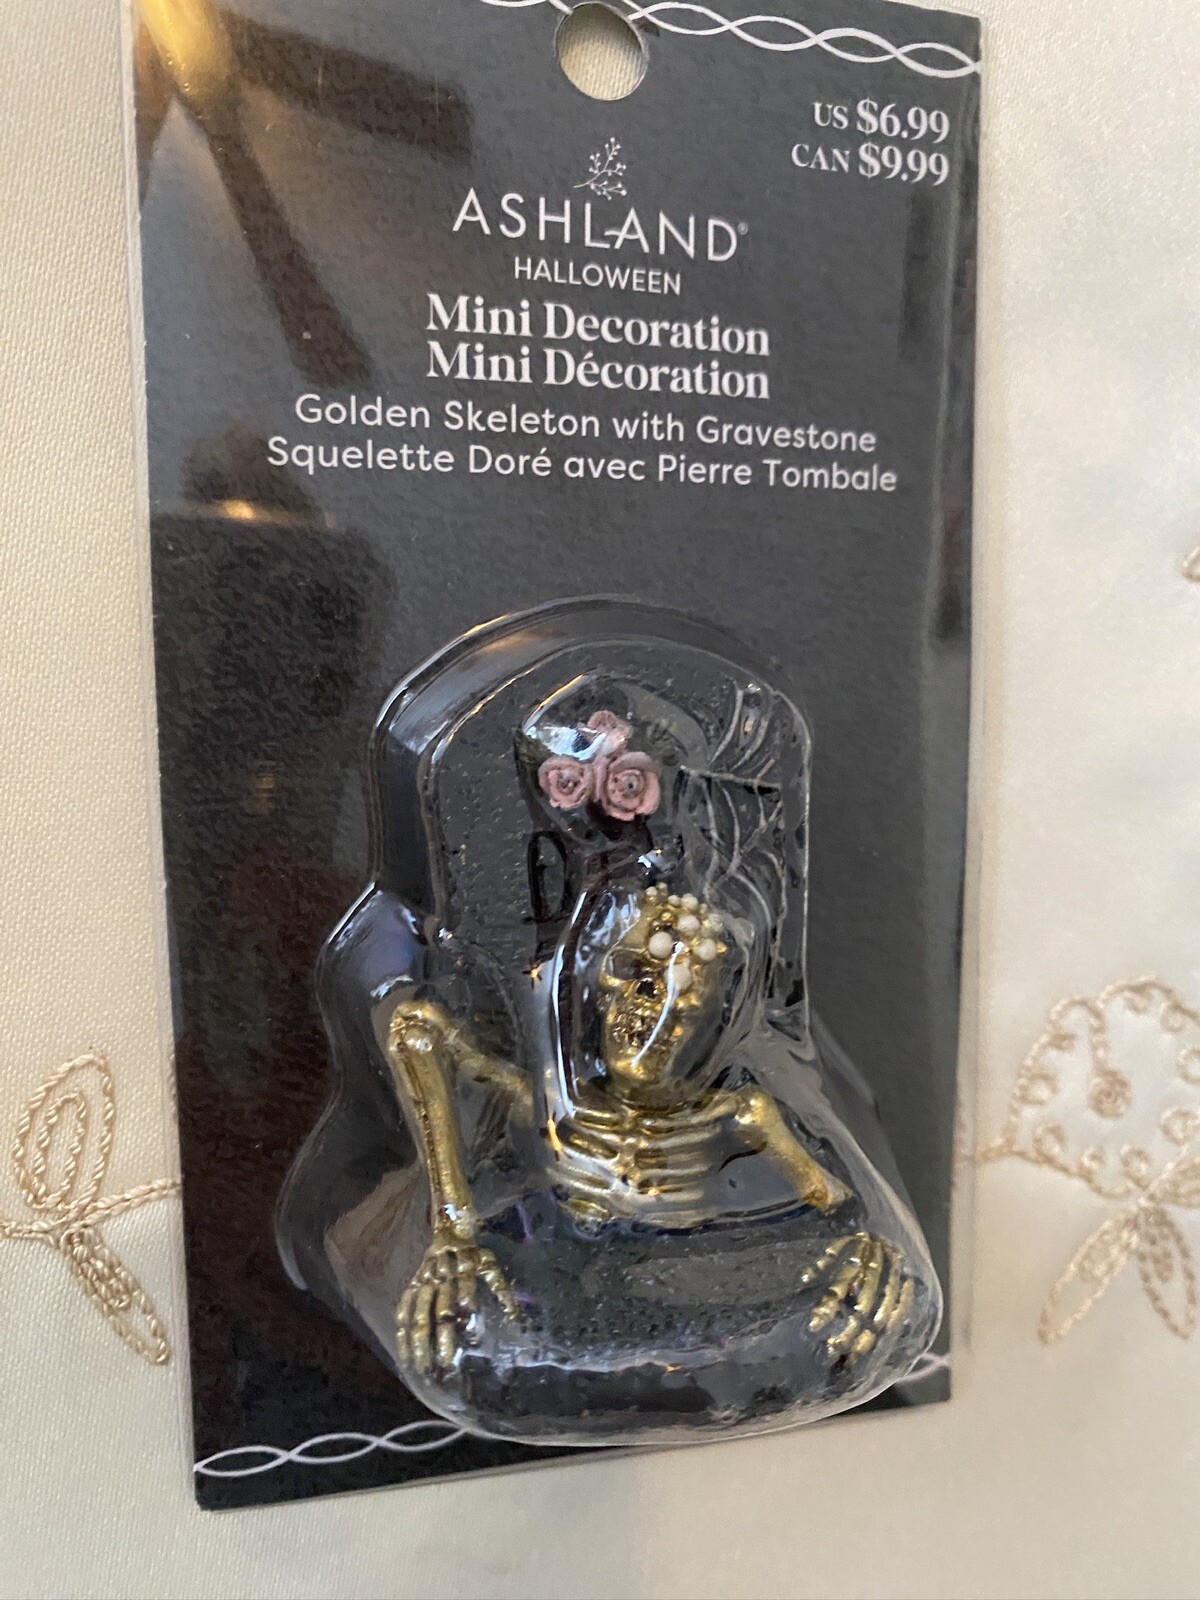 US $6.99
CAN $9.99
ASHLAND®
HALLOWEEN
Mini Decoration
Mini Décoration
Golden Skeleton with Gravestone
Squelette Doré avec Pierre Tombale